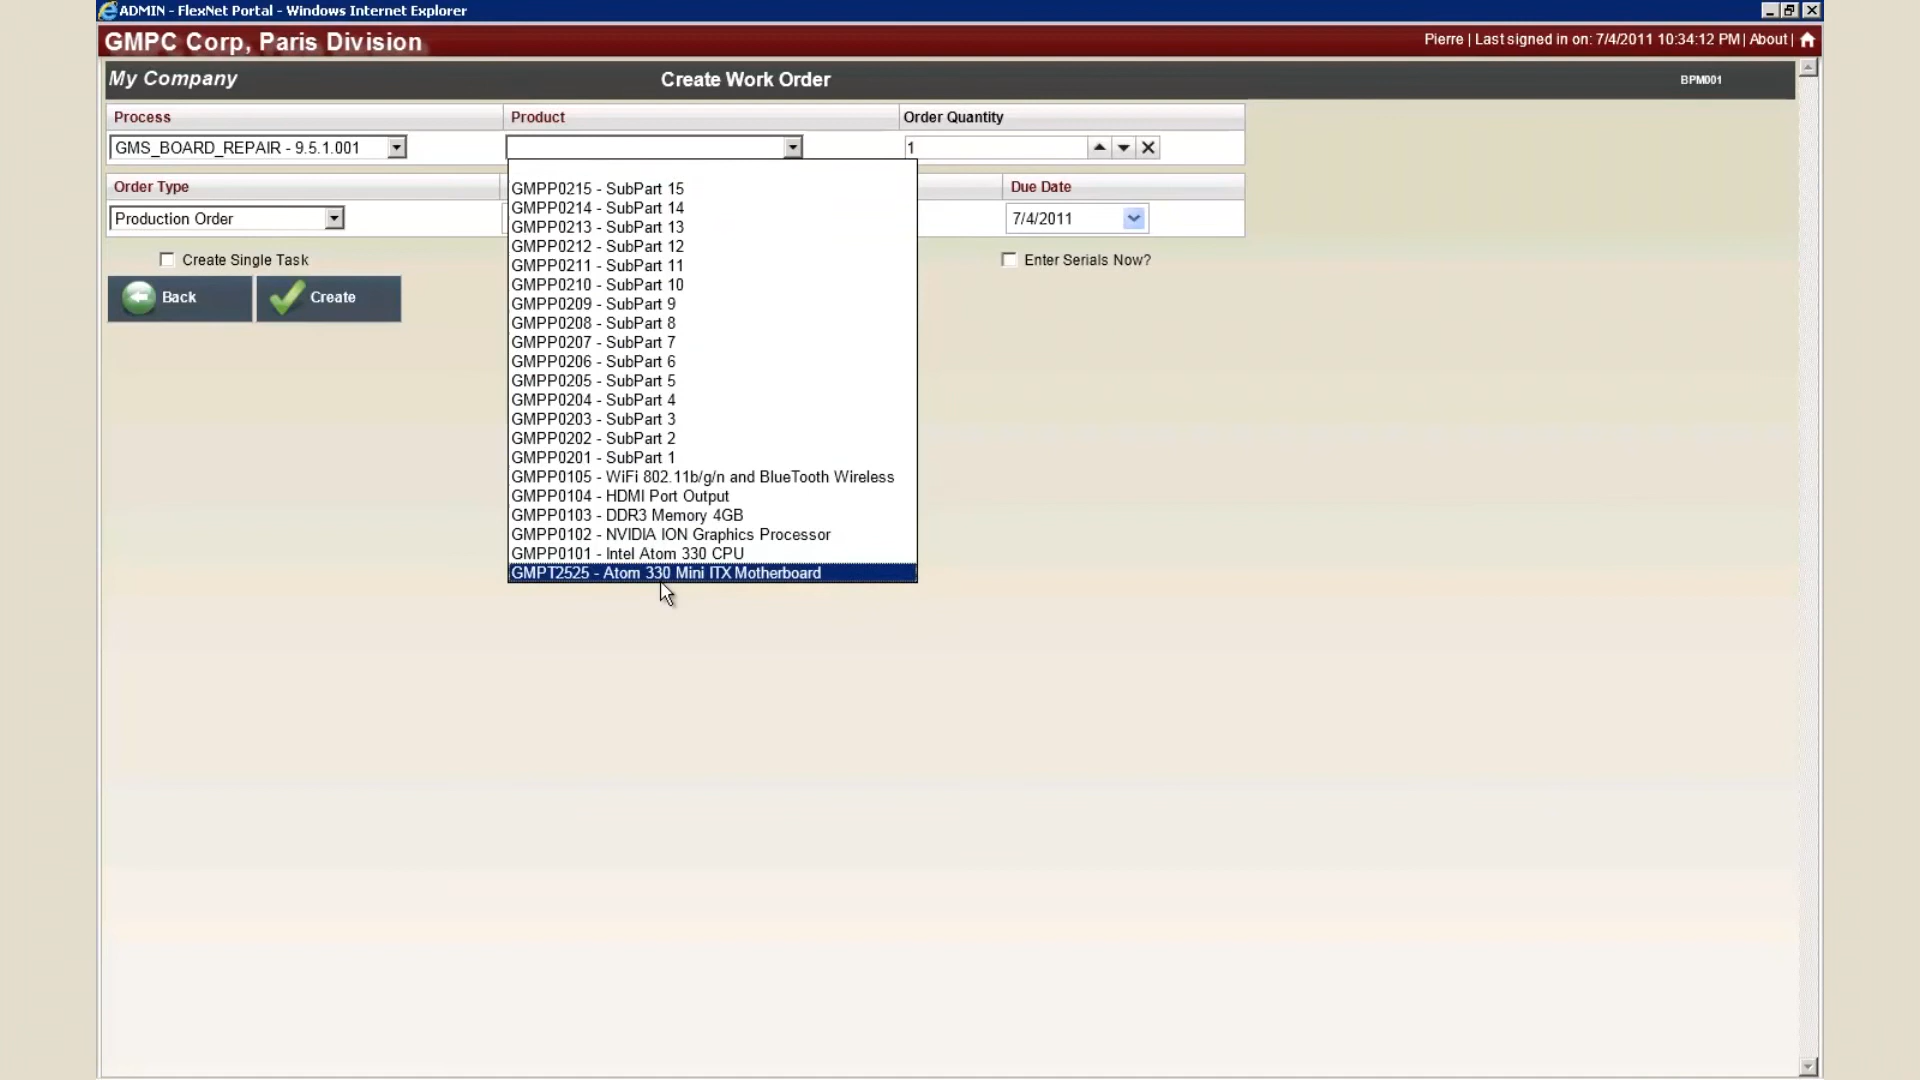 ADMIN - FlexNet Portal - Windows Internet Explorer
GMPC Corp, Paris Division
Pierre | Last signed in on: 7/4/2011 10:34:12 PM | About |
My Company
Create Work Order
BPM001
Process
Product
Order Quantity
GMS_BOARD_REPAIR - 9.5.1.001
1
Order Type
Due Date
Production Order
7/4/2011
Create Single Task
Enter Serials Now?
Back
Create
GMPP0215 - SubPart 15
GMPP0214 - SubPart 14
GMPP0213 - SubPart 13
GMPP0212 - SubPart 12
GMPP0211 - SubPart 11
GMPP0210 - SubPart 10
GMPP0209 - SubPart 9
GMPP0208 - SubPart 8
GMPP0207 - SubPart 7
GMPP0206 - SubPart 6
GMPP0205 - SubPart 5
GMPP0204 - SubPart 4
GMPP0203 - SubPart 3
GMPP0202 - SubPart 2
GMPP0201 - SubPart 1
GMPP0105 - WiFi 802.11b/g/n and BlueTooth Wireless
GMPP0104 - HDMI Port Output
GMPP0103 - DDR3 Memory 4GB
GMPP0102 - NVIDIA ION Graphics Processor
GMPP0101 - Intel Atom 330 CPU
GMPT2525 - Atom 330 Mini ITX Motherboard